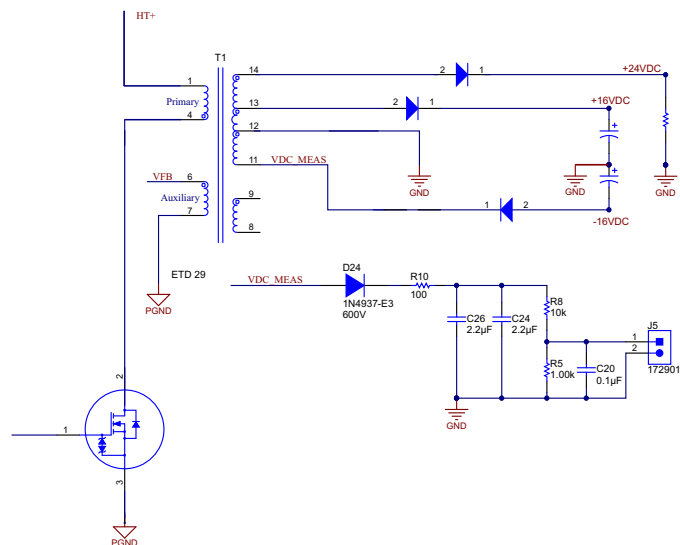 HT+
T1
14
2 1
+24VDC
1
Primary
4
13
2 1
+16VDC
+
12
11
VDC_MEAS
GND
GND
GND
+
VFB
6
Auxiliary
7
9
8
1 2
-16VDC
ETD 29
PGND
VDC_MEAS
D24
1N4937-E3
600V
R10
100
C26
2.2µF
C24
2.2µF
R8
10k
R5
1.00k
C20
0.1µF
J5
1
2
172901
GND
2
1
3
PGND